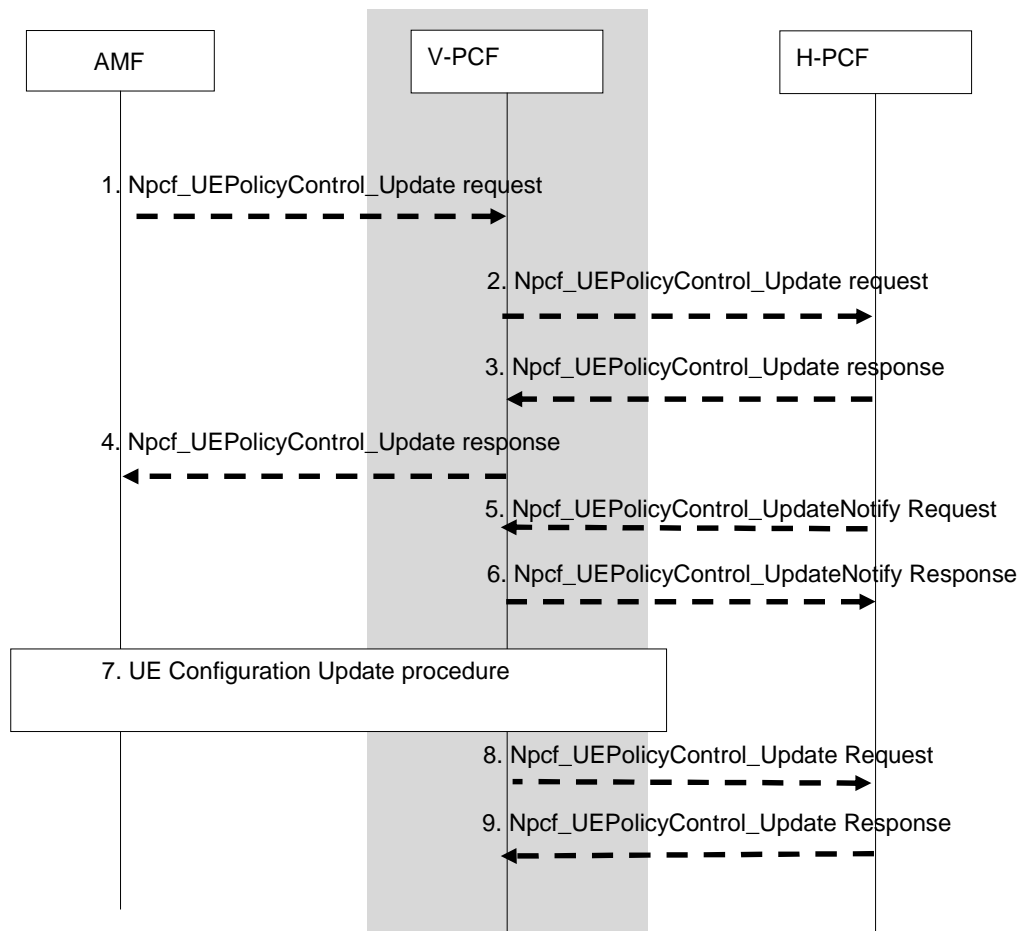 AMF
V-PCF
H-PCF
1. Npcf_UEPolicyControl_Update request
2. Npcf_UEPolicyControl_Update request
3. Npcf_UEPolicyControl_Update response
4. Npcf_UEPolicyControl_Update response
5. Npcf_UEPolicyControl_UpdateNotify Request
6. Npcf_UEPolicyControl_UpdateNotify Response
7. UE Configuration Update procedure
8. Npcf_UEPolicyControl_Update Request
9. Npcf_UEPolicyControl_Update Response